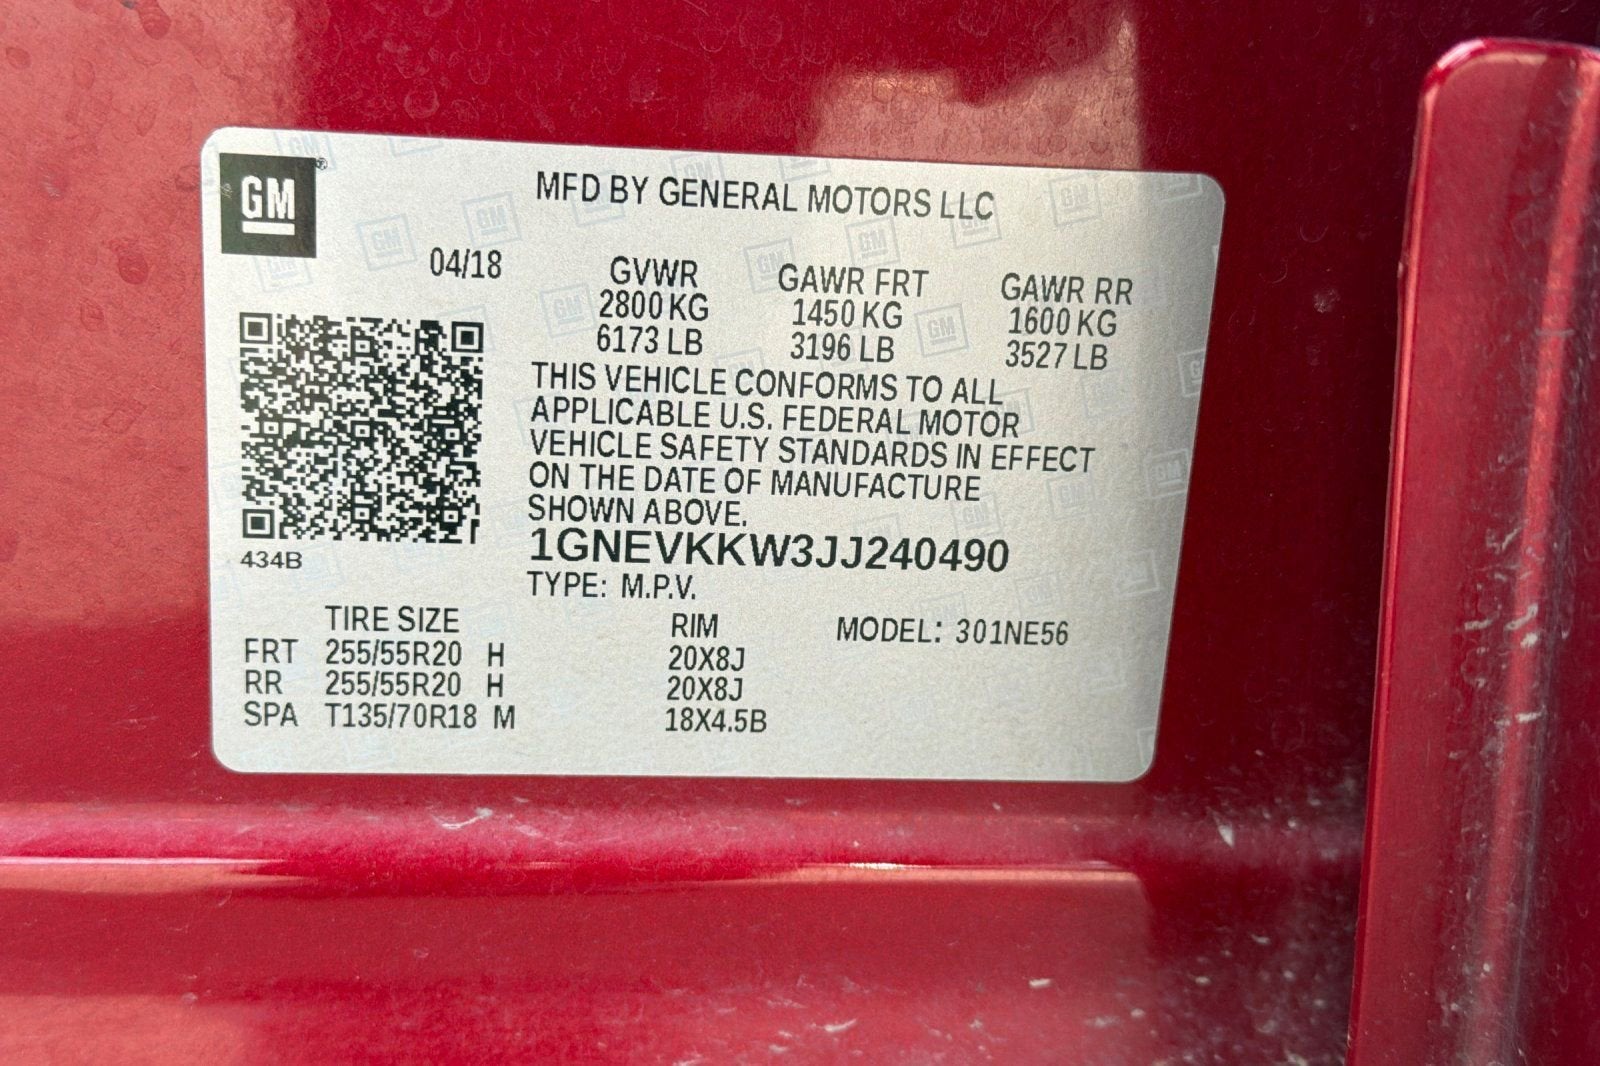 GM
MFD BY GENERAL MOTORS LLC
04/18 GVWR GAWR FRT GAWR RR
2800 KG 1450 KG 1600 KG
6173 LB 3196 LB 3527 LB
THIS VEHICLE CONFORMS TO ALL
APPLICABLE U.S. FEDERAL MOTOR
VEHICLE SAFETY STANDARDS IN EFFECT
ON THE DATE OF MANUFACTURE
SHOWN ABOVE.
434B
1GNEVKKW3JJ240490
TYPE: M.P.V.
TIRE SIZE RIM MODEL: 301NE56
FRT 255/55R20 H 20X8J
RR 255/55R20 H 20X8J
SPA T135/70R18 M 18X4.5B